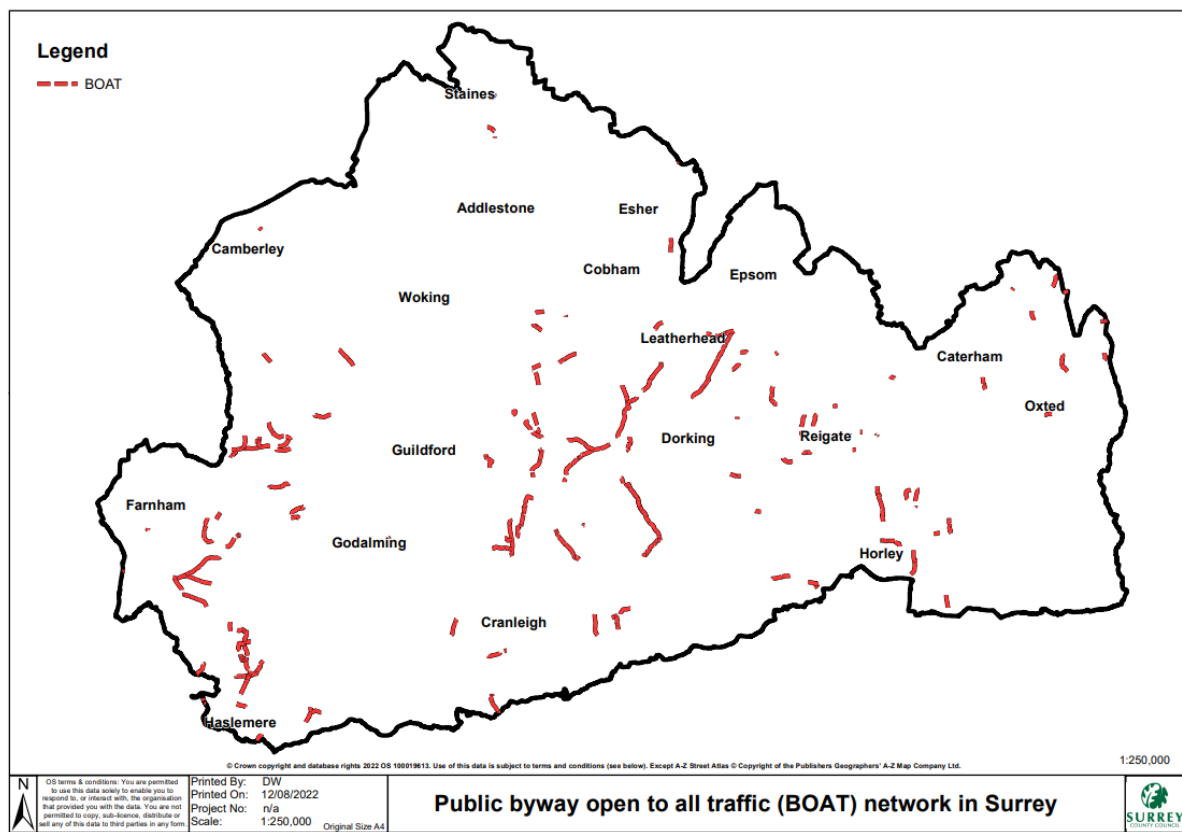 Legend
BOAT
Staines
Addlestone
Esher
Camberley
Cobham
Epsom
Woking
Leatherhead
Caterham
Oxted
Guildford
Dorking
Reigate
Farnham
Godalming
Horley
Cranleigh
Haslemere
© Crown copyright and database rights 2022 OS 100019613. Use of this data is subject to terms and conditions (see below). Except A-Z Street Atlas © Copyright of the Publishers Geographers' A-Z Map Company Ltd.
1:250,000
N
OS terms & conditions: You are permitted
to use this data solely to enable you to
respond to, or interact with, the organisation
that provided you with the data. You are not
permitted to copy, sub-licence, distribute or
sell any of this data to third parties in any form.
Printed By: DW
Printed On: 12/08/2022
Project No: n/a
Scale: 1:250,000 Original Size A4
Public byway open to all traffic (BOAT) network in Surrey
SURREY
COUNTY COUNCIL